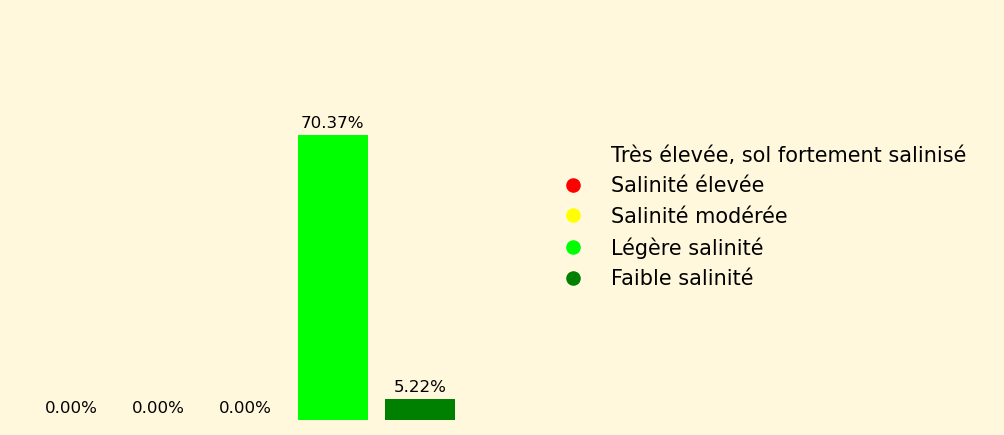 70.37%
5.22%
0.00%
0.00%
0.00%
Très élevée, sol fortement salinisé
Salinité élevée
Salinité modérée
Légère salinité
Faible salinité